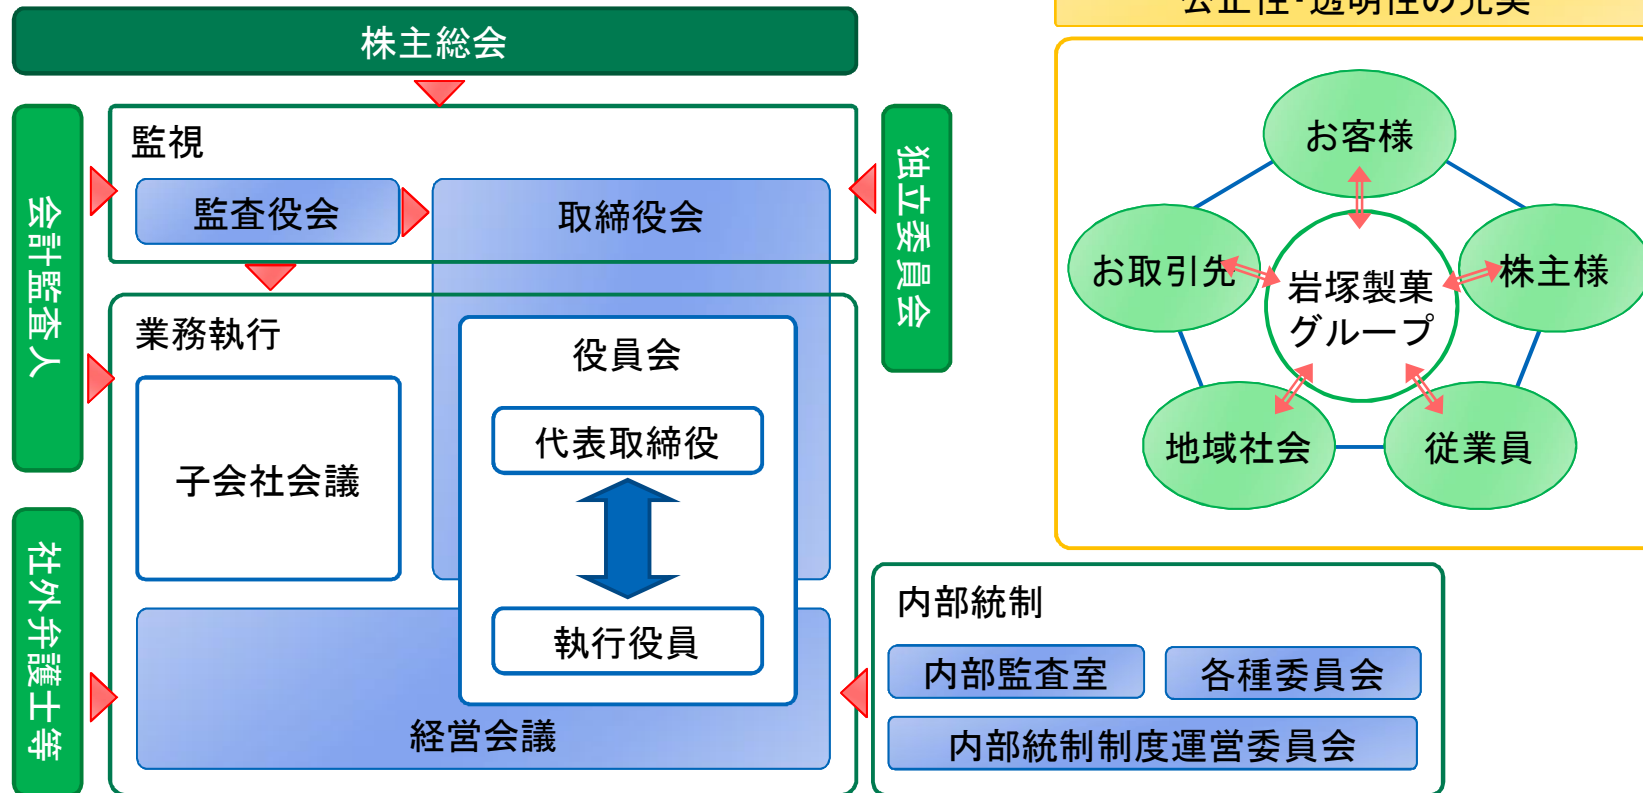 株主総会
監視
監査役会
取締役会
会計監査人
独立委員会
業務執行
役員会
代表取締役
子会社会議
執行役員
経営会議
社外弁護士等
公正性・透明性の充実
お客様
お取引先
株主様
岩塚製菓
グループ
地域社会
従業員
内部統制
内部監査室
各種委員会
内部統制制度運営委員会